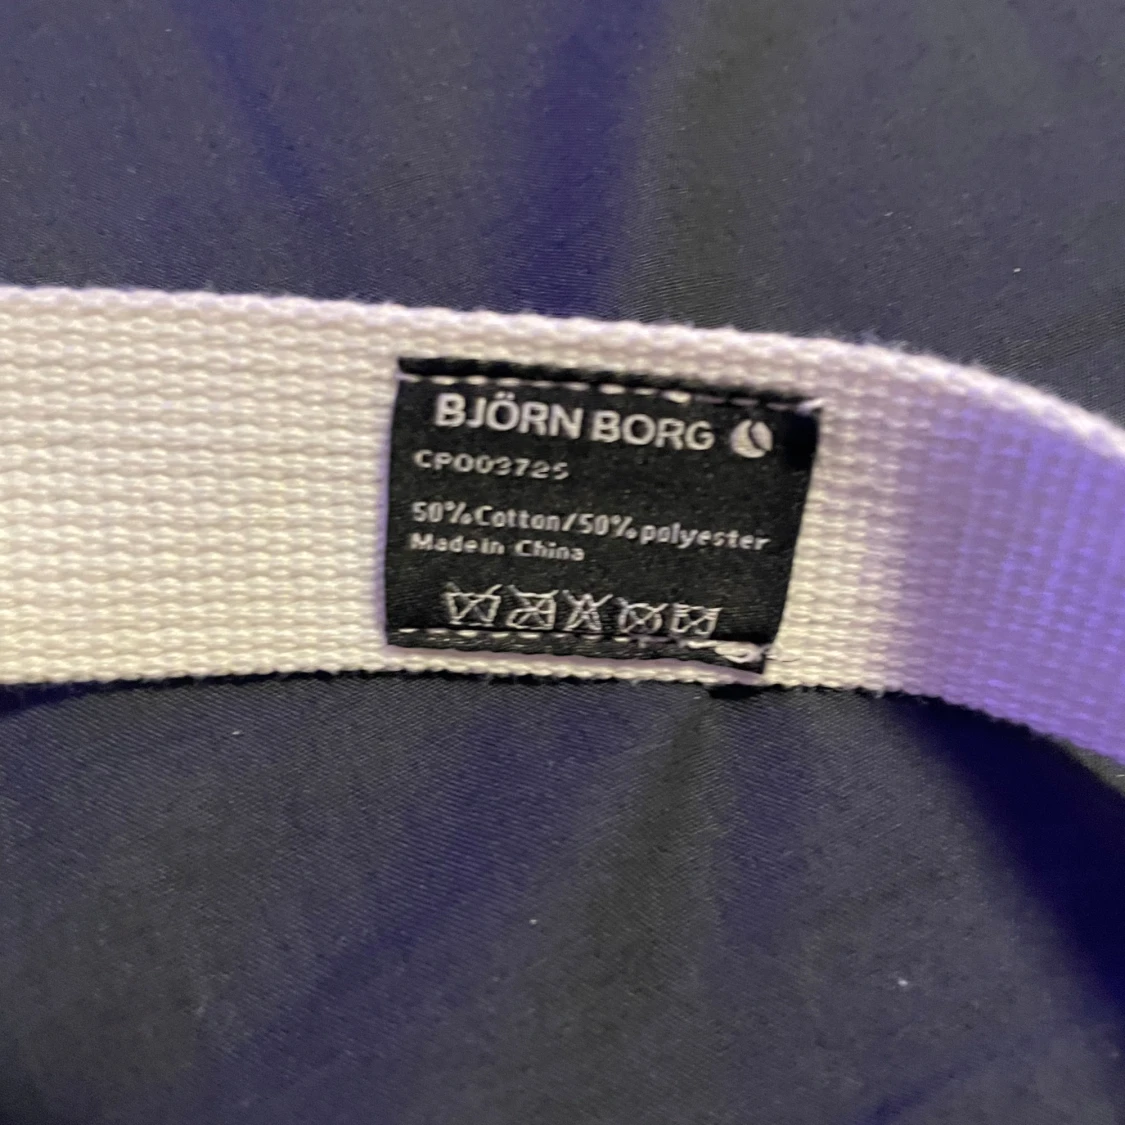 BJÖRN BORG
CP003725
50%Cotton/50%polyester
Made in China